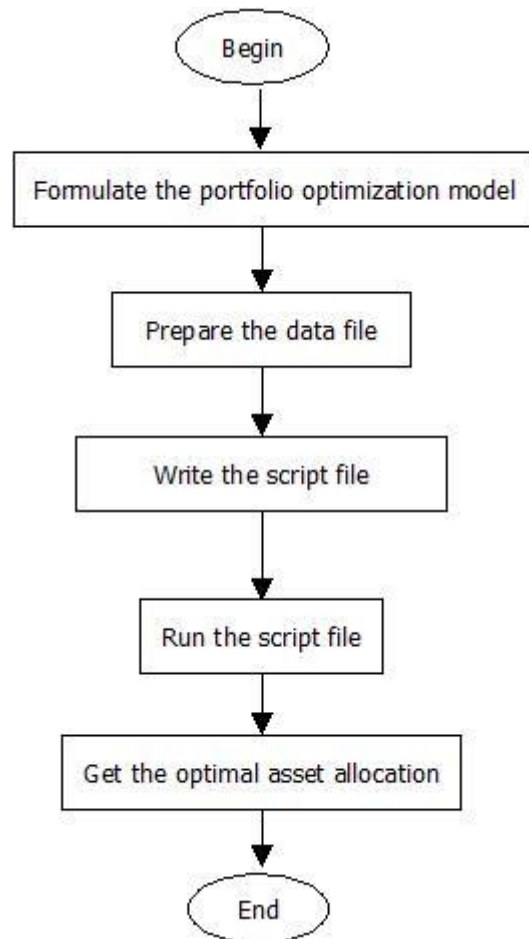 Begin
Formulate the portfolio optimization model
Prepare the data file
Write the script file
Run the script file
Get the optimal asset allocation
End